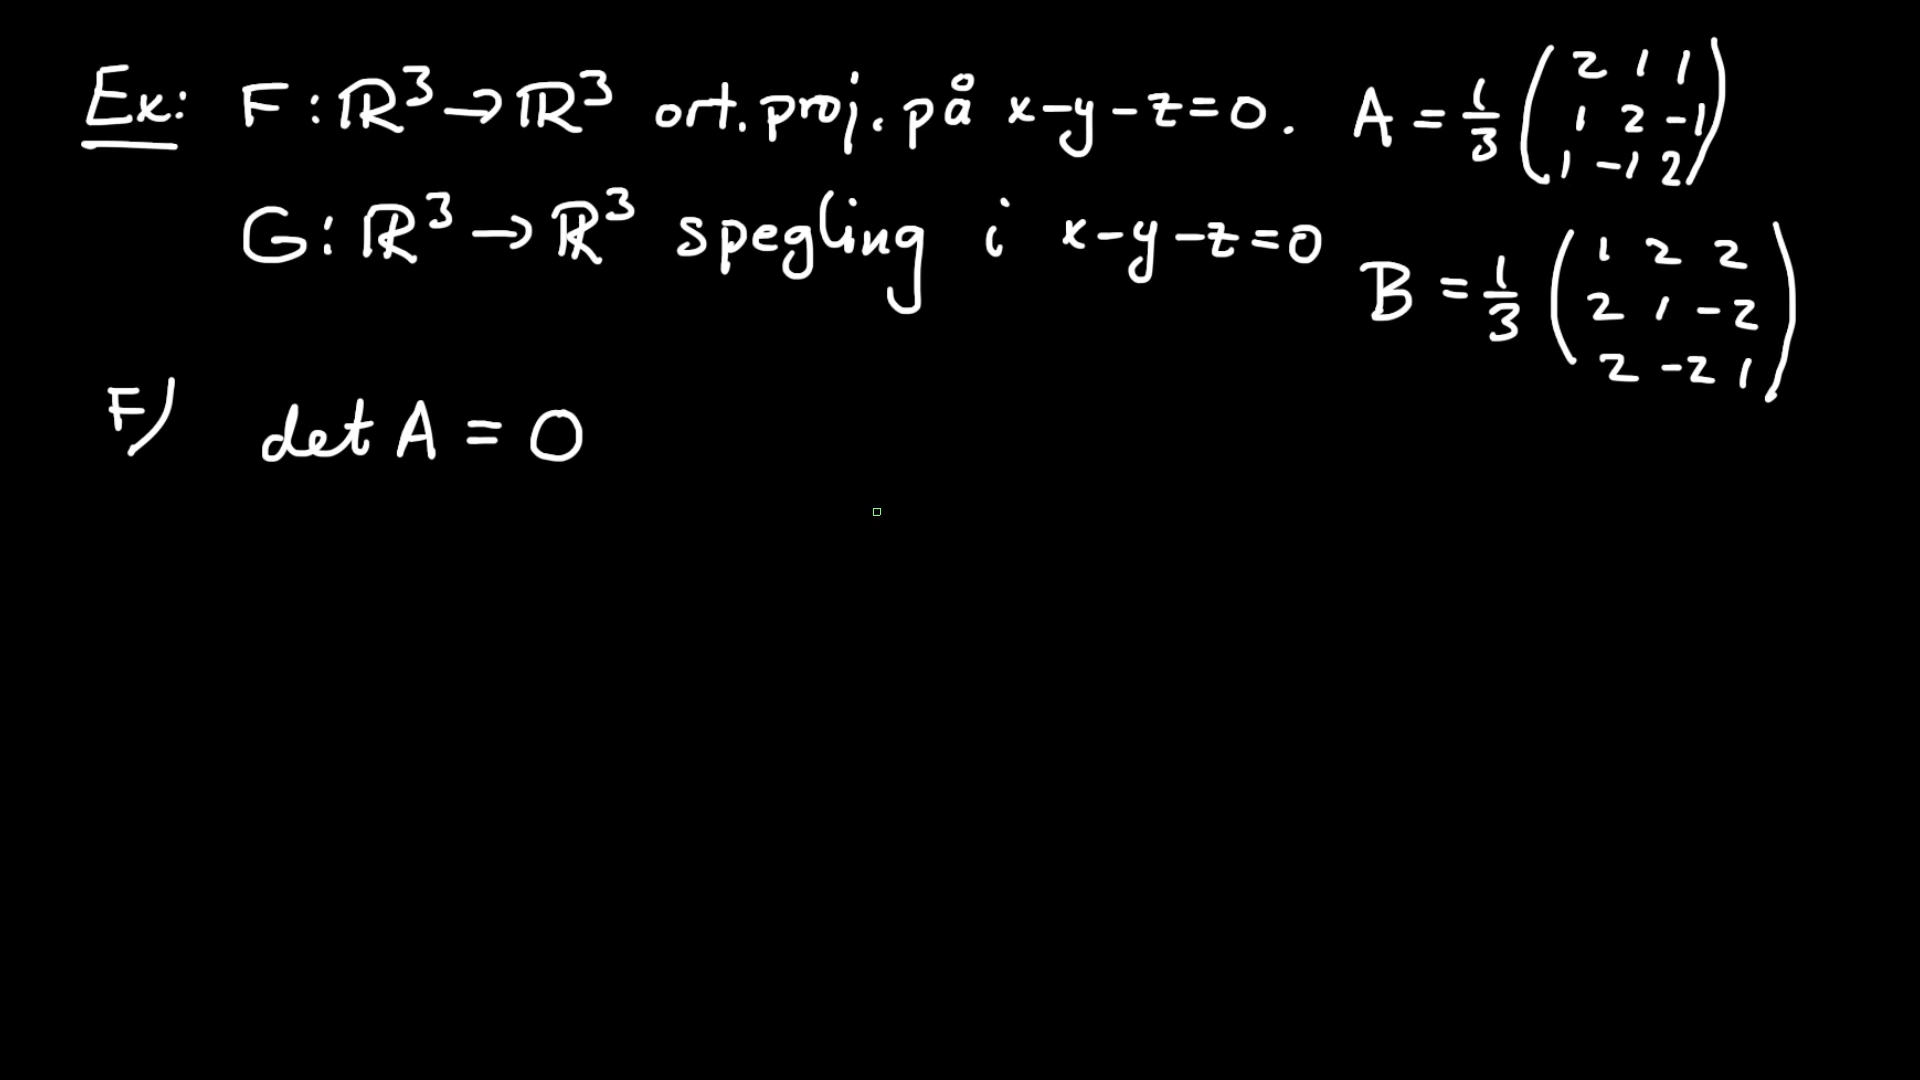 Ex: F: ℝ³→ℝ³ ort. proj. på x-y-z=0. A = 1/3 (2 1 1
1 2 -1
1 -1 2)
G: ℝ³→ℝ³ spegling i x-y-z=0
B = 1/3 (1 2 2
2 1 -2
2 -2 1)
F) det A = 0